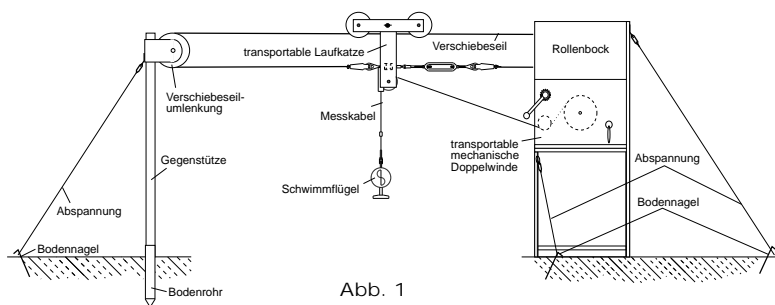 transportable Laufkatze
Verschiebeseil
Rollenbock
Verschiebeseil-
umlenkung
Messkabel
Gegenstütze
transportable
mechanische
Doppelwinde
Abspannung
Schwimmflügel
Abspannung
Bodennagel
Bodennagel
Bodenrohr
Abb. 1